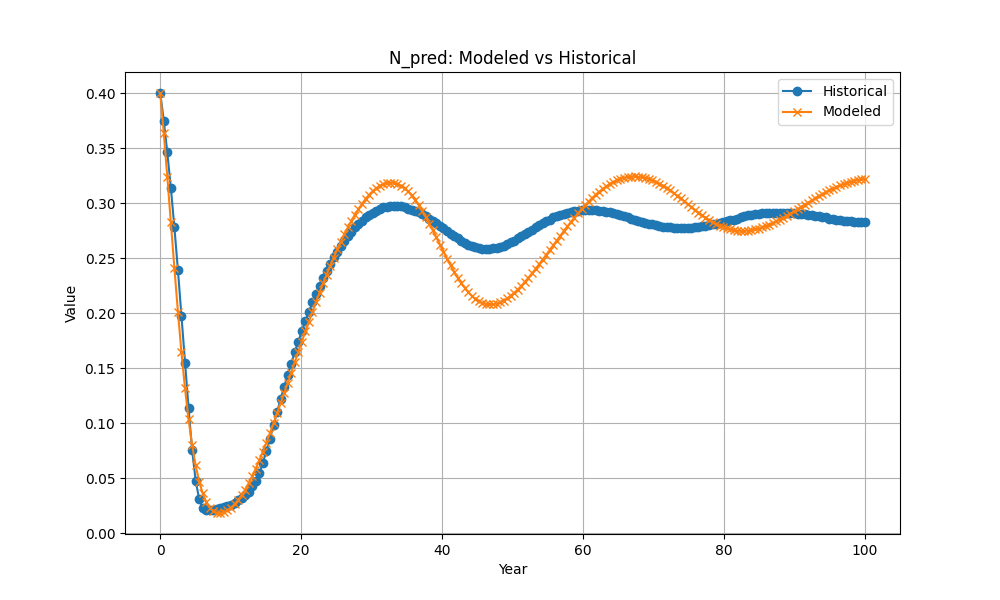 N_pred: Modeled vs Historical
Historical
Modeled
0.40
0.35
0.30
0.25
0.20
0.15
0.10
0.05
0.00
Value
0 20 40 60 80 100
Year